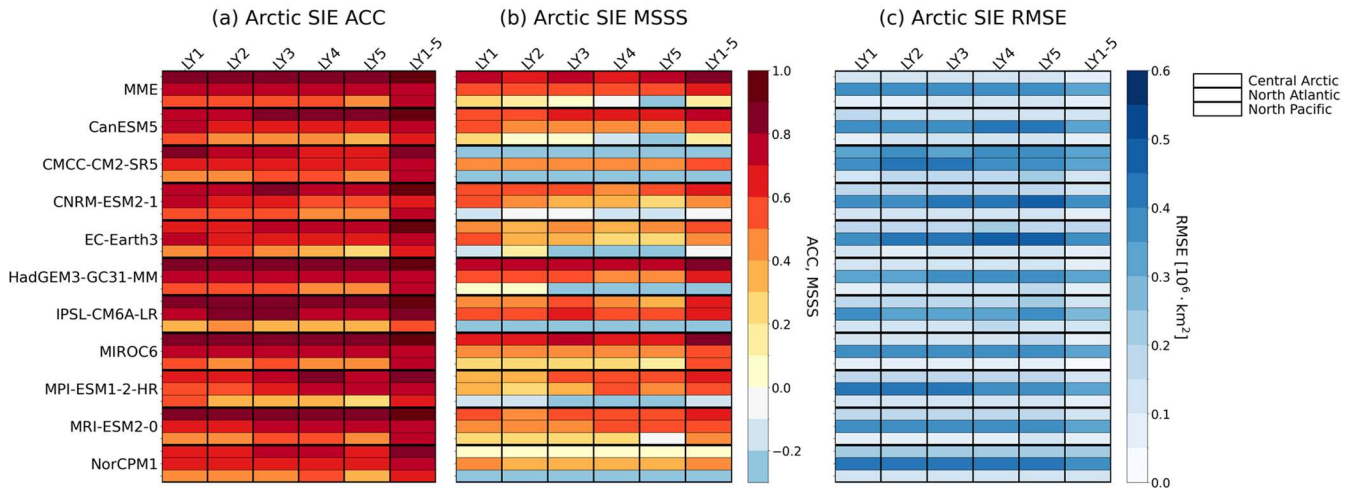 (a) Arctic SIE ACC
(b) Arctic SIE MSSS
(c) Arctic SIE RMSE
LY1 LY2 LY3 LY4 LY5 LY1-5
LY1 LY2 LY3 LY4 LY5 LY1-5
LY1 LY2 LY3 LY4 LY5 LY1-5
MME
CanESM5
CMCC-CM2-SR5
CNRM-ESM2-1
EC-Earth3
HadGEM3-GC31-MM
IPSL-CM6A-LR
MIROC6
MPI-ESM1-2-HR
MRI-ESM2-0
NorCPM1
1.0
0.8
0.6
0.4
0.2
0.0
−0.2
ACC, MSSS
0.6
0.5
0.4
0.3
0.2
0.1
0.0
RMSE [10⁶· km²]
Central Arctic
North Atlantic
North Pacific